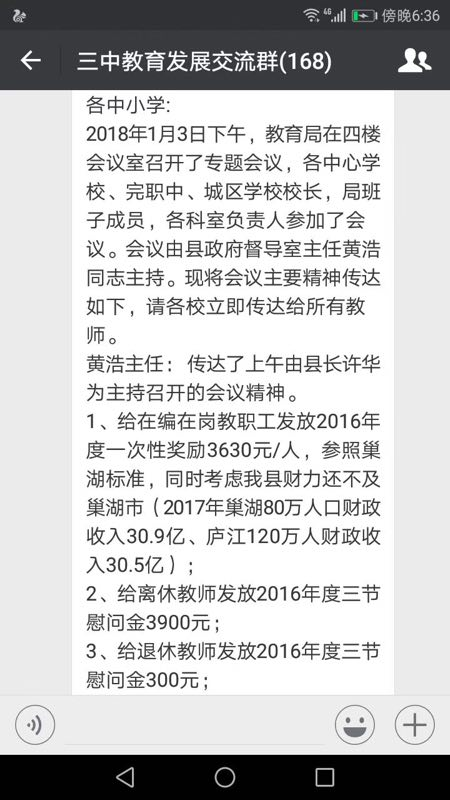 4G 傍晚6:36
三中教育发展交流群(168)
各中小学:
2018年1月3日下午，教育局在四楼
会议室召开了专题会议，各中心学
校、完职中、城区学校校长，局班
子成员，各科室负责人参加了会
议。会议由县政府督导室主任黄浩
同志主持。现将会议主要精神传达
如下，请各校立即传达给所有教
师。
黄浩主任： 传达了上午由县长许华
为主持召开的会议精神。
1、给在编在岗教职工发放2016年
度一次性奖励3630元/人，参照巢
湖标准，同时考虑我县财力还不及
巢湖市（2017年巢湖80万人口财政
收入30.9亿、庐江120万人财政收
入30.5亿）;
2、给离休教师发放2016年度三节
慰问金3900元;
3、给退休教师发放2016年度三节
慰问金300元;